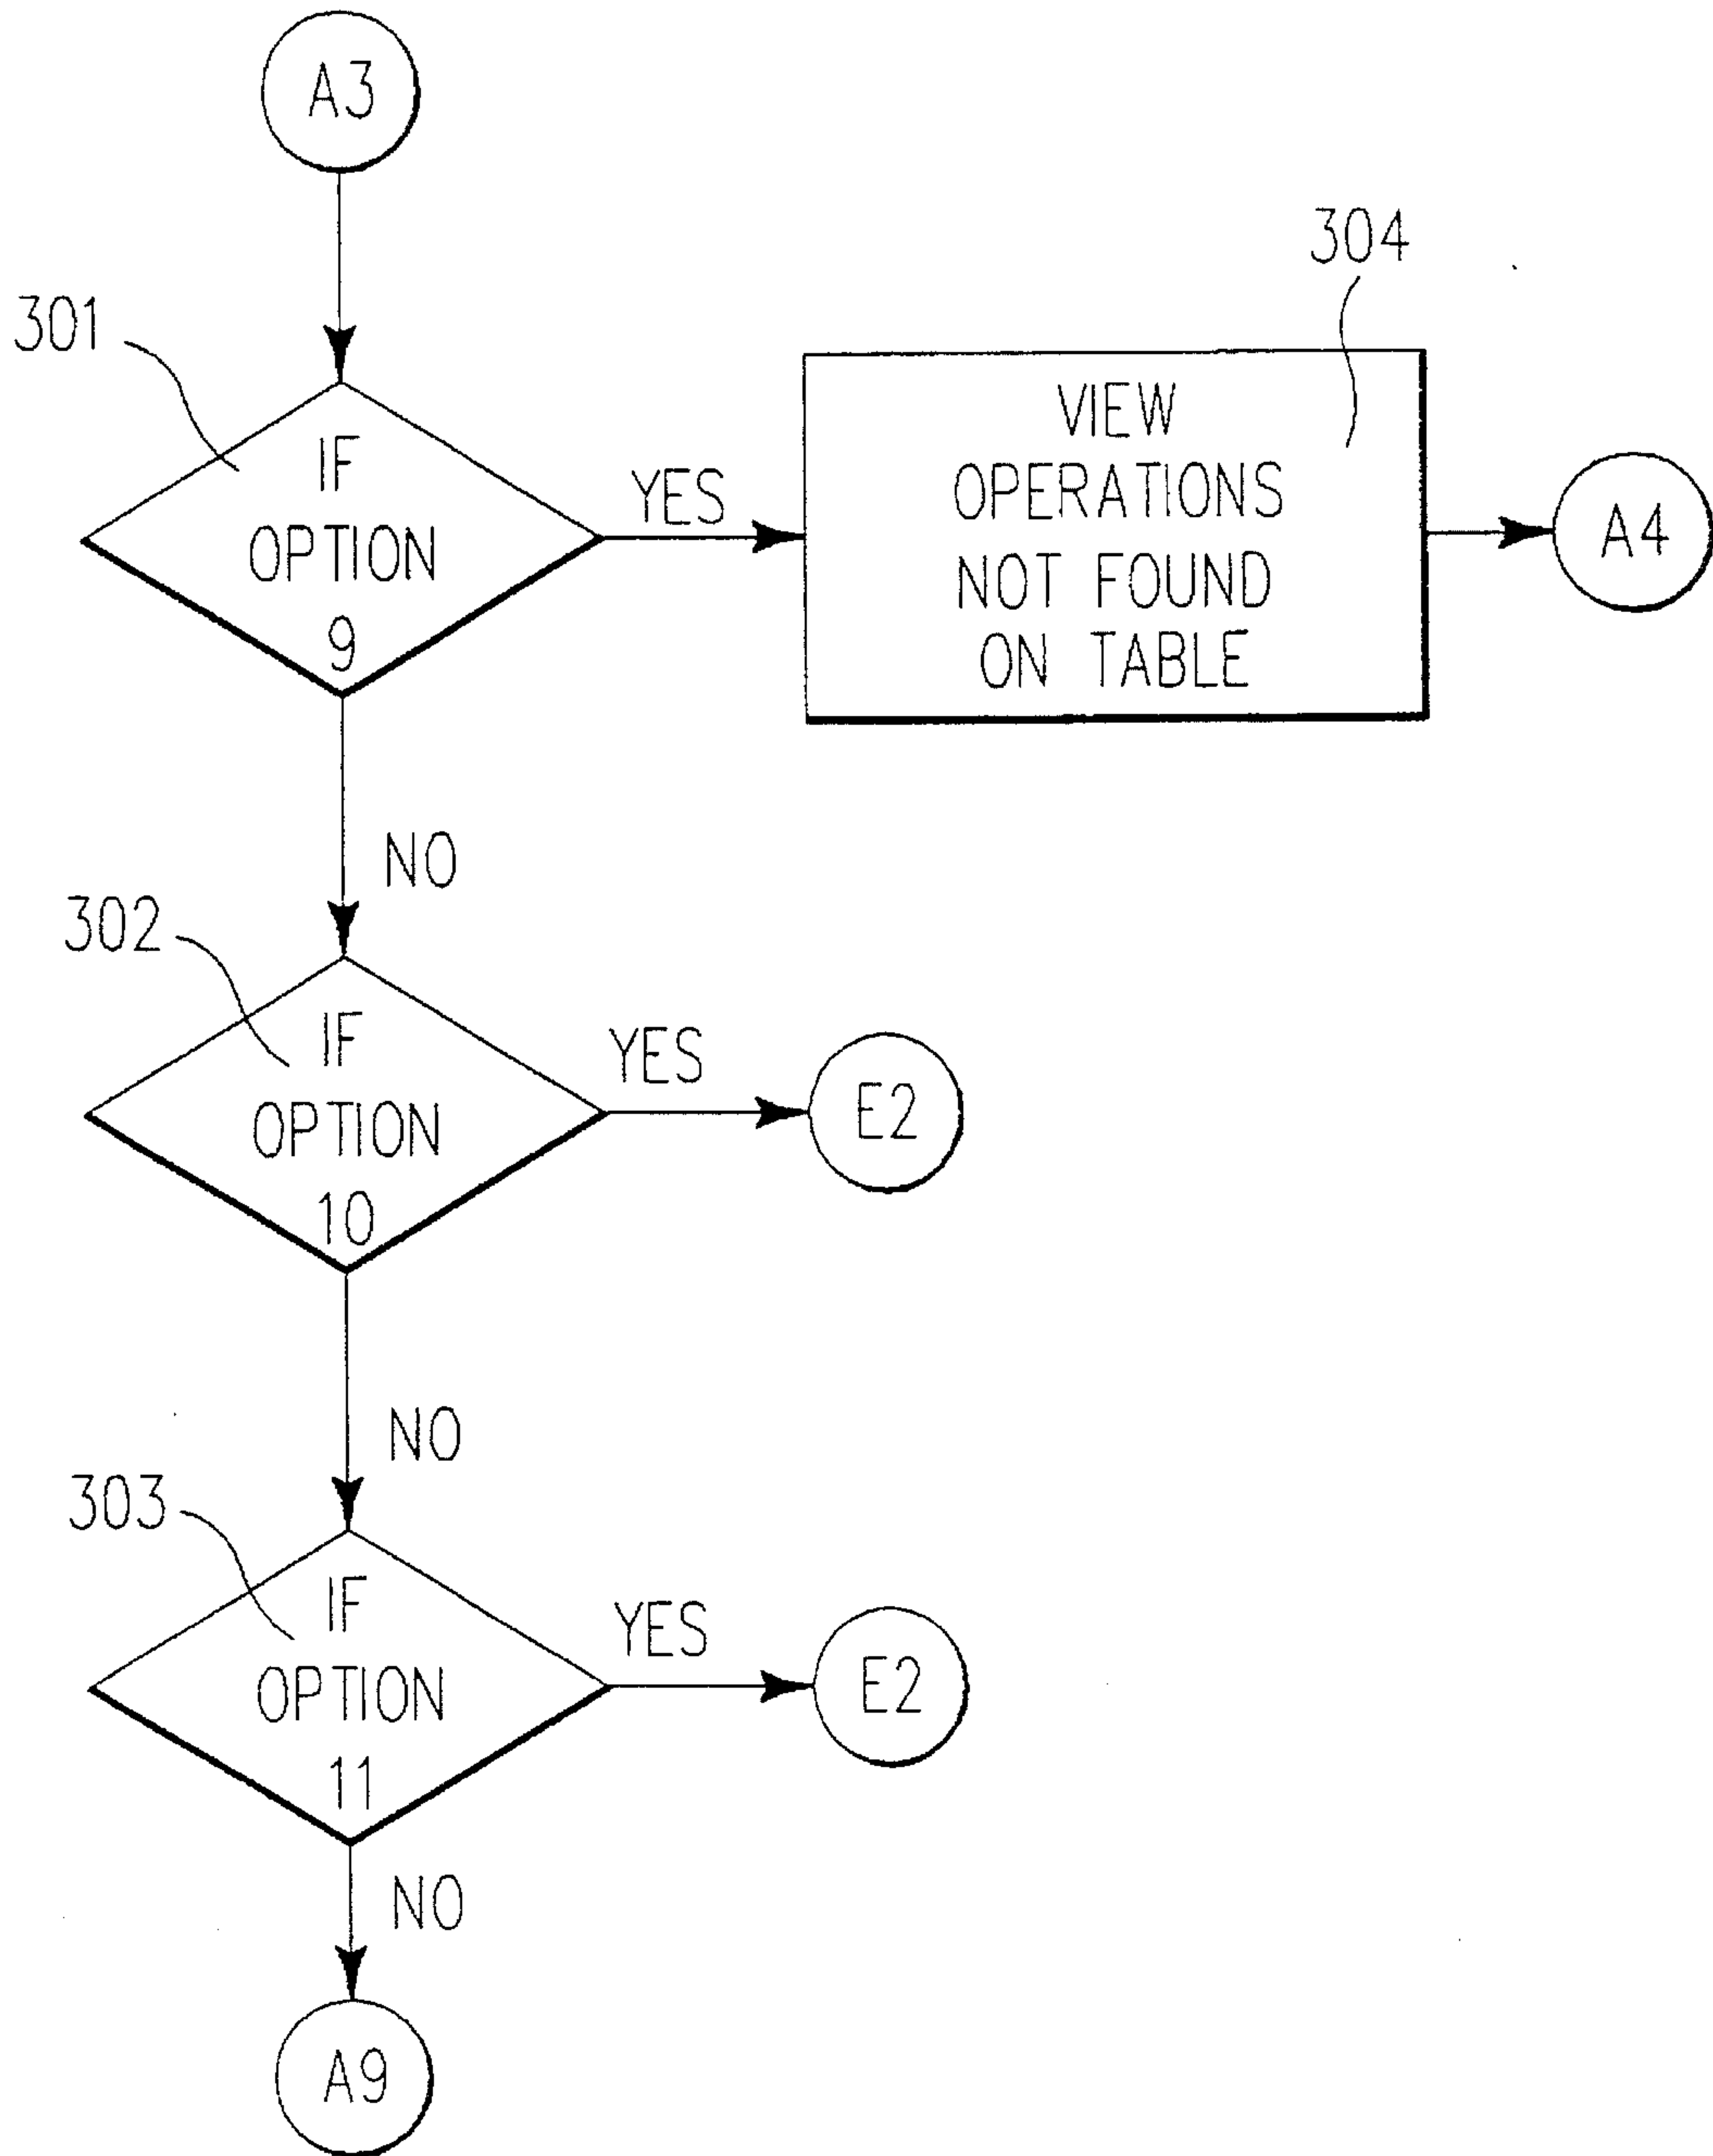 A3
304
301
IF
OPTION
9
YES
VIEW
OPERATIONS
NOT FOUND
ON TABLE
A4
NO
302
IF
OPTION
10
YES
E2
NO
303
IF
OPTION
11
YES
E2
NO
A9